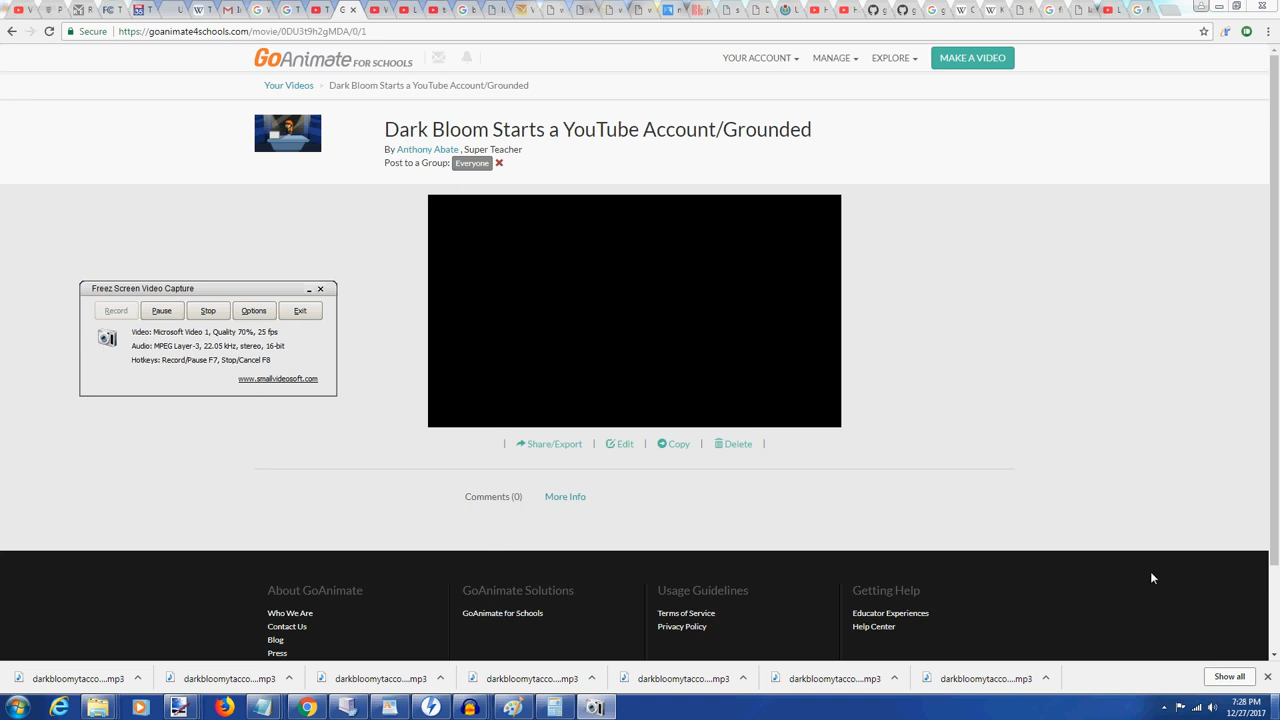 Secure
https://goanimate4schools.com/movie/0DU3t9h2gMDA/0/1
GoAnimate FOR SCHOOLS
YOUR ACCOUNT
MANAGE
EXPLORE
MAKE A VIDEO
Your Videos > Dark Bloom Starts a YouTube Account/Grounded
Dark Bloom Starts a YouTube Account/Grounded
By Anthony Abate , Super Teacher
Post to a Group: Everyone
Freez Screen Video Capture
Record Pause Stop Options Exit
Video: Microsoft Video 1, Quality 70%, 25 fps
Audio: MPEG Layer-3, 22.05 kHz, stereo, 16-bit
Hotkeys: Record/Pause F7, Stop/Cancel F8
www.smallvideosoft.com
| Share/Export | Edit | Copy | Delete |
Comments (0) More Info
About GoAnimate
Who We Are
Contact Us
Blog
Press
GoAnimate Solutions
GoAnimate for Schools
Usage Guidelines
Terms of Service
Privacy Policy
Getting Help
Educator Experiences
Help Center
darkbloomytacco....mp3 darkbloomytacco....mp3 darkbloomytacco....mp3 darkbloomytacco....mp3 darkbloomytacco....mp3 darkbloomytacco....mp3 darkbloomytacco....mp3 Show all
7:28 PM
12/27/2017